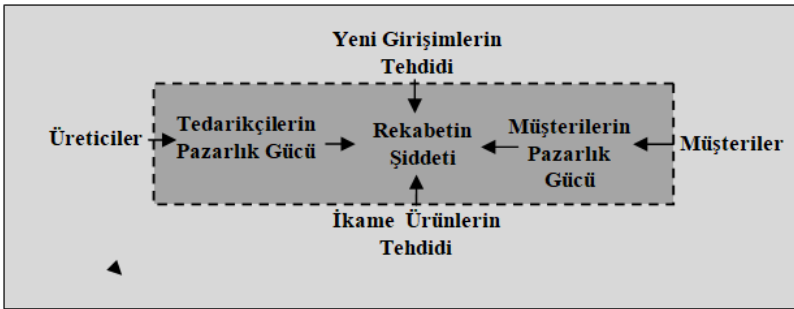 Yeni Girişimlerin
Tehdidi
Üreticiler
Tedarikçilerin
Pazarlık Gücü
Rekabetin
Şiddeti
Müşterilerin
Pazarlık
Gücü
Müşteriler
İkame Ürünlerin
Tehdidi